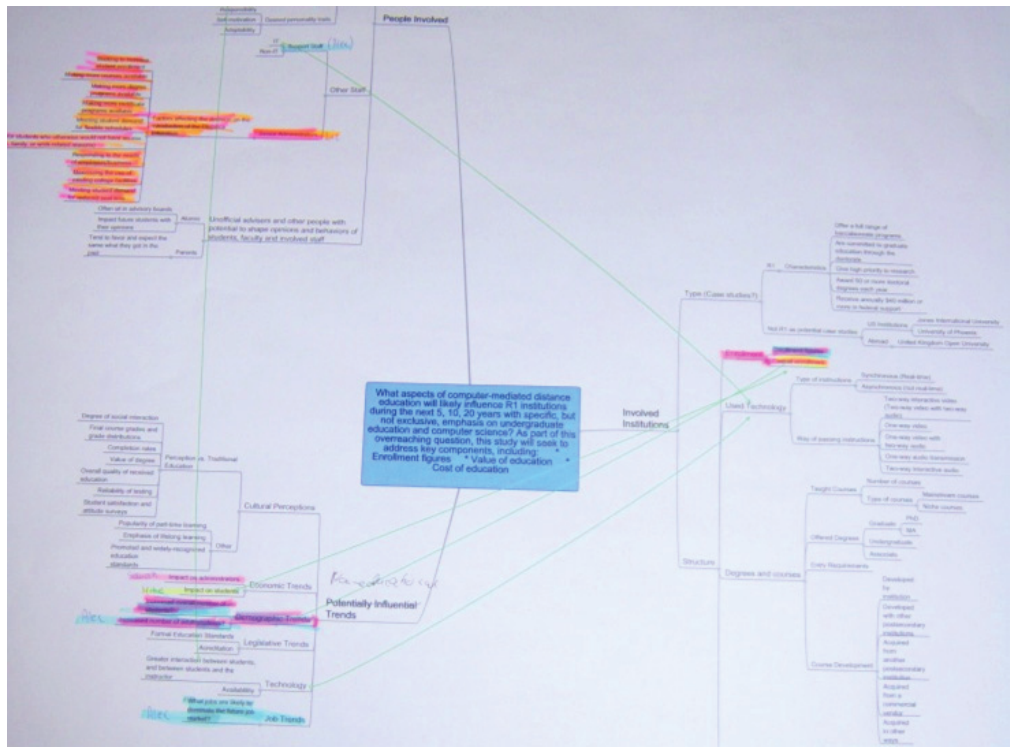 Responsibility
Self-motivation
Adaptability
Desired personality traits
People Involved
IT
Non-IT
Support Staff
Other Staff
Making more degree
programs available
Meeting student demand
for flexible schedules
Often sit in advisory boards
Impact future students with
their opinions
Alumni
Tend to favor and expect the
same what they got in the
past
Parents
Unofficial advisers and other people with
potential to shape opinions and behaviors of
students, faculty and involved staff
What aspects of computer-mediated distance
education will likely influence R1 institutions
during the next 5, 10, 20 years with specific, but
not exclusive, emphasis on undergraduate
education and computer science? As part of this
overreaching question, this study will seek to
address key components, including: *
Enrollment figures * Value of education *
Cost of education
Involved
Institutions
Type (Case studies?)
R1
Characteristics
Offer a full range of
baccalaureate programs
Are committed to graduate
education through the
doctorate
Give high priority to research
Award 50 or more doctoral
degrees each year
Receive annually $40 million or
more in federal support
Not R1 as potential case studies
US Institutions
Jones International University
University of Phoenix
Abroad
United Kingdom Open University
Structure
Enrollment
Used Technology
Type of instructions
Synchronous (Real-time)
Asynchronous (not real-time)
Way of passing instructions
Two-way interactive video
(Two-way video with two-way
audio)
One-way video
One-way video with
two-way audio
One-way audio transmission
Two-way interactive audio
Degrees and courses
Taught Courses
Number of courses
Type of courses
Mainstream courses
Niche courses
Offered Degrees
Graduate
PhD
MA
Undergraduate
Associate
Entry Requirements
Course Development
Developed
by
institution
Developed
with other
postsecondary
institutions
Acquired
from
another
postsecondary
institution
Acquired
from a
commercial
vendor
Acquired
in other
ways
Degree of social interaction
Final course grades and
grade distributions
Completion rates
Value of degree
Overall quality of received
education
Reliability of testing
Student satisfaction and
attitude surveys
Perception vs. Traditional
Education
Cultural Perceptions
Popularity of part-time learning
Emphasis of lifelong learning
Promoted and widely-recognized
education
standards
Other
Impact on administrators
Impact on students
Economic Trends
Potentially Influential
Trends
Demographic Trends
Formal Education Standards
Accreditation
Legislative Trends
Greater interaction between students,
and between students and the
instructor
Availability
Technology
What jobs are likely to
dominate the future job
market?
Job Trends